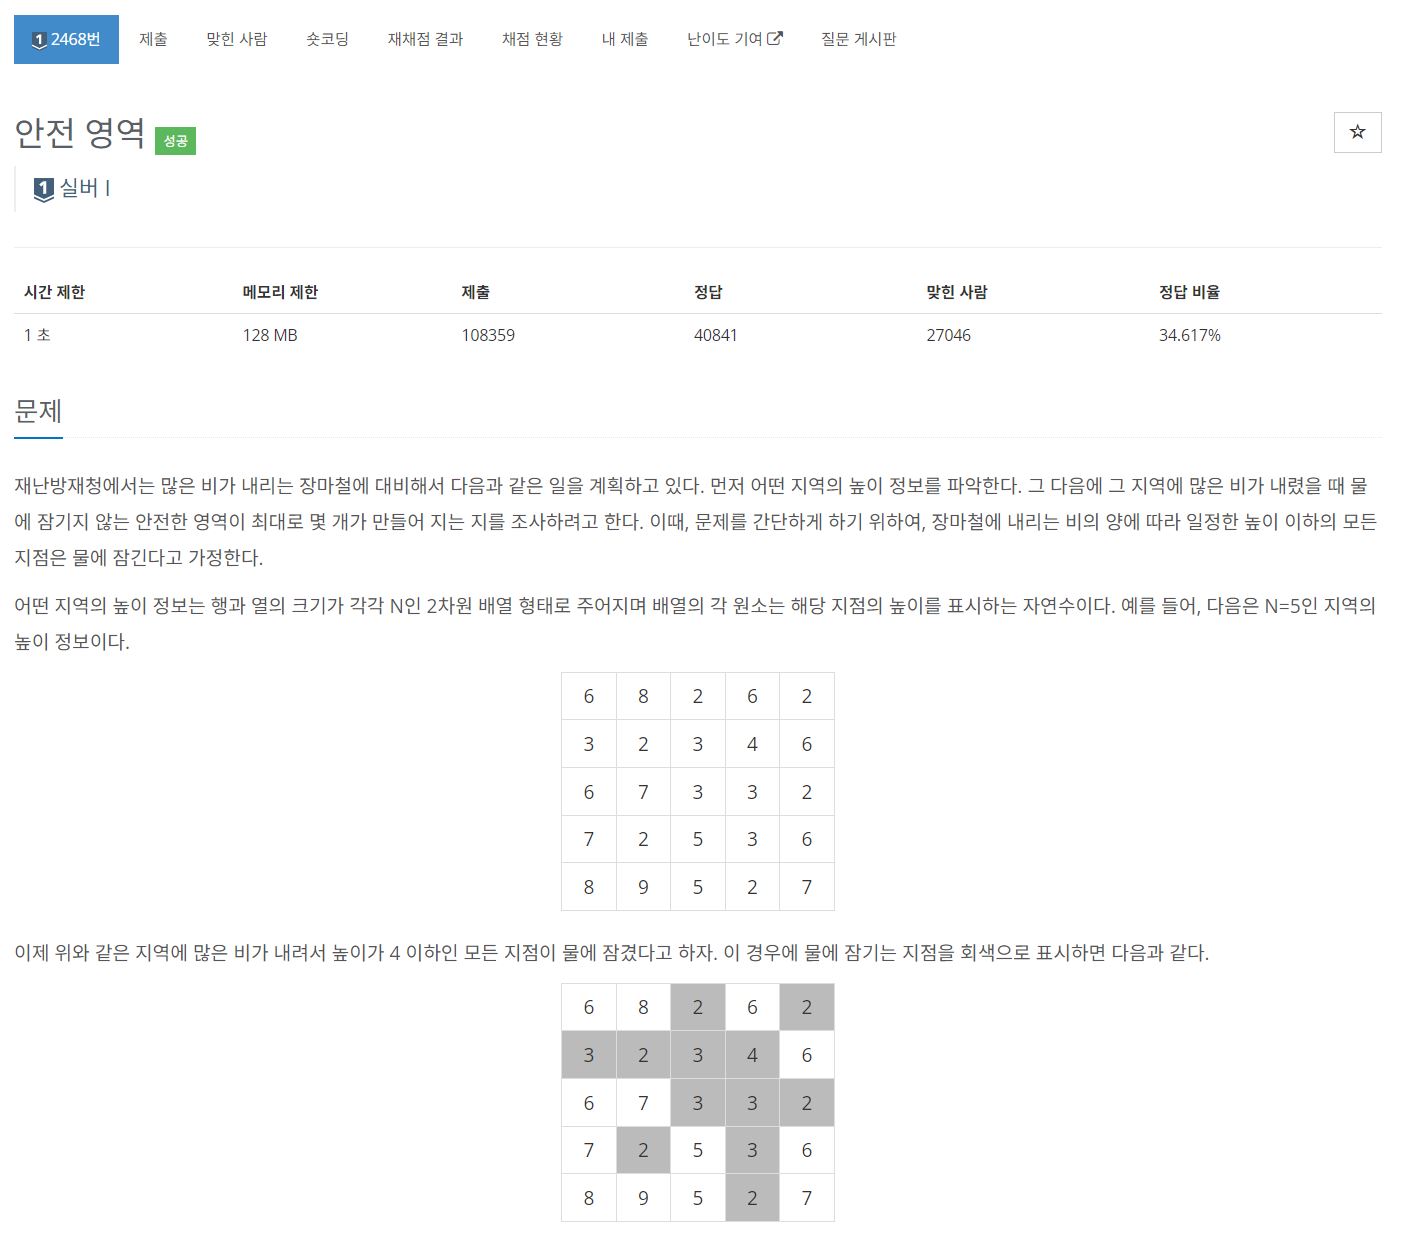 1 2468번 제출 맞힌 사람 숏코딩 재채점 결과 채점 현황 내 제출 난이도 기여 질문 게시판
안전 영역 성공
☆
1 실버 I
시간 제한 메모리 제한 제출 정답 맞힌 사람 정답 비율
1 초 128 MB 108359 40841 27046 34.617%
문제
재난방재청에서는 많은 비가 내리는 장마철에 대비해서 다음과 같은 일을 계획하고 있다. 먼저 어떤 지역의 높이 정보를 파악한다. 그 다음에 그 지역에 많은 비가 내렸을 때 물
에 잠기지 않는 안전한 영역이 최대로 몇 개가 만들어 지는 지를 조사하려고 한다. 이때, 문제를 간단하게 하기 위하여, 장마철에 내리는 비의 양에 따라 일정한 높이 이하의 모든
지점은 물에 잠긴다고 가정한다.
어떤 지역의 높이 정보는 행과 열의 크기가 각각 N인 2차원 배열 형태로 주어지며 배열의 각 원소는 해당 지점의 높이를 표시하는 자연수이다. 예를 들어, 다음은 N=5인 지역의
높이 정보이다.
6 8 2 6 2
3 2 3 4 6
6 7 3 3 2
7 2 5 3 6
8 9 5 2 7
이제 위와 같은 지역에 많은 비가 내려서 높이가 4 이하인 모든 지점이 물에 잠겼다고 하자. 이 경우에 물에 잠기는 지점을 회색으로 표시하면 다음과 같다.
6 8 2 6 2
3 2 3 4 6
6 7 3 3 2
7 2 5 3 6
8 9 5 2 7